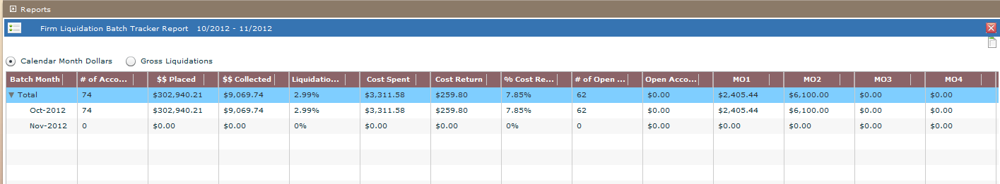 Reports
Firm Liquidation Batch Tracker Report 10/2012 - 11/2012
Calendar Month Dollars Gross Liquidations
Batch Month # of Acco... $$ Placed $$ Collected Liquidatio... Cost Spent Cost Return % Cost Re... # of Open ... Open Acco... MO1 MO2 MO3 MO4
Total 74 $302,940.21 $9,069.74 2.99% $3,311.58 $259.80 7.85% 62 $0.00 $2,405.44 $6,100.00 $0.00 $0.00
Oct-2012 74 $302,940.21 $9,069.74 2.99% $3,311.58 $259.80 7.85% 62 $0.00 $2,405.44 $6,100.00 $0.00 $0.00
Nov-2012 0 $0.00 $0.00 0% $0.00 $0.00 0% 0 $0.00 $0.00 $0.00 $0.00 $0.00